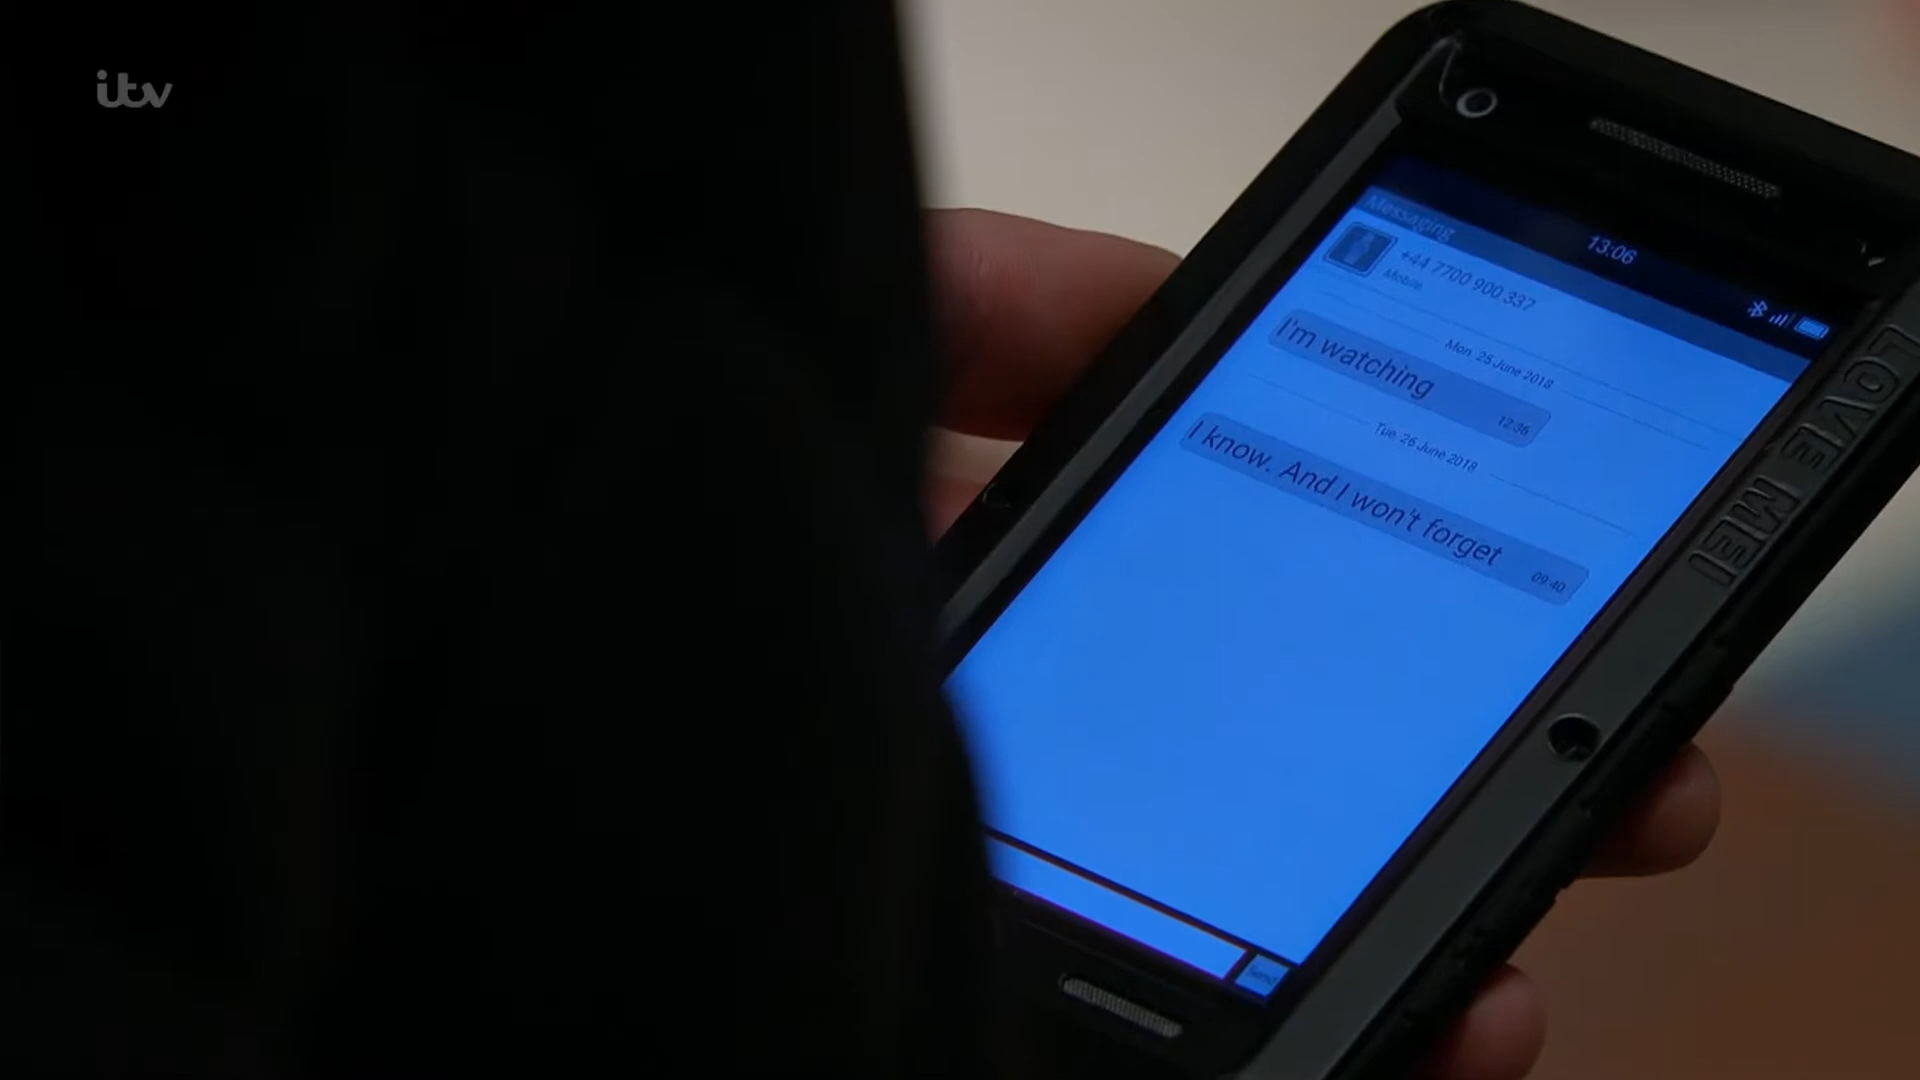 itv
13:06
Messaging
+44 7700 900 337
Mobile
Mon 25 June 2018
I'm watching
12:36
Tue 26 June 2018
I know. And I won't forget
09:40
Send
LOVE MEI